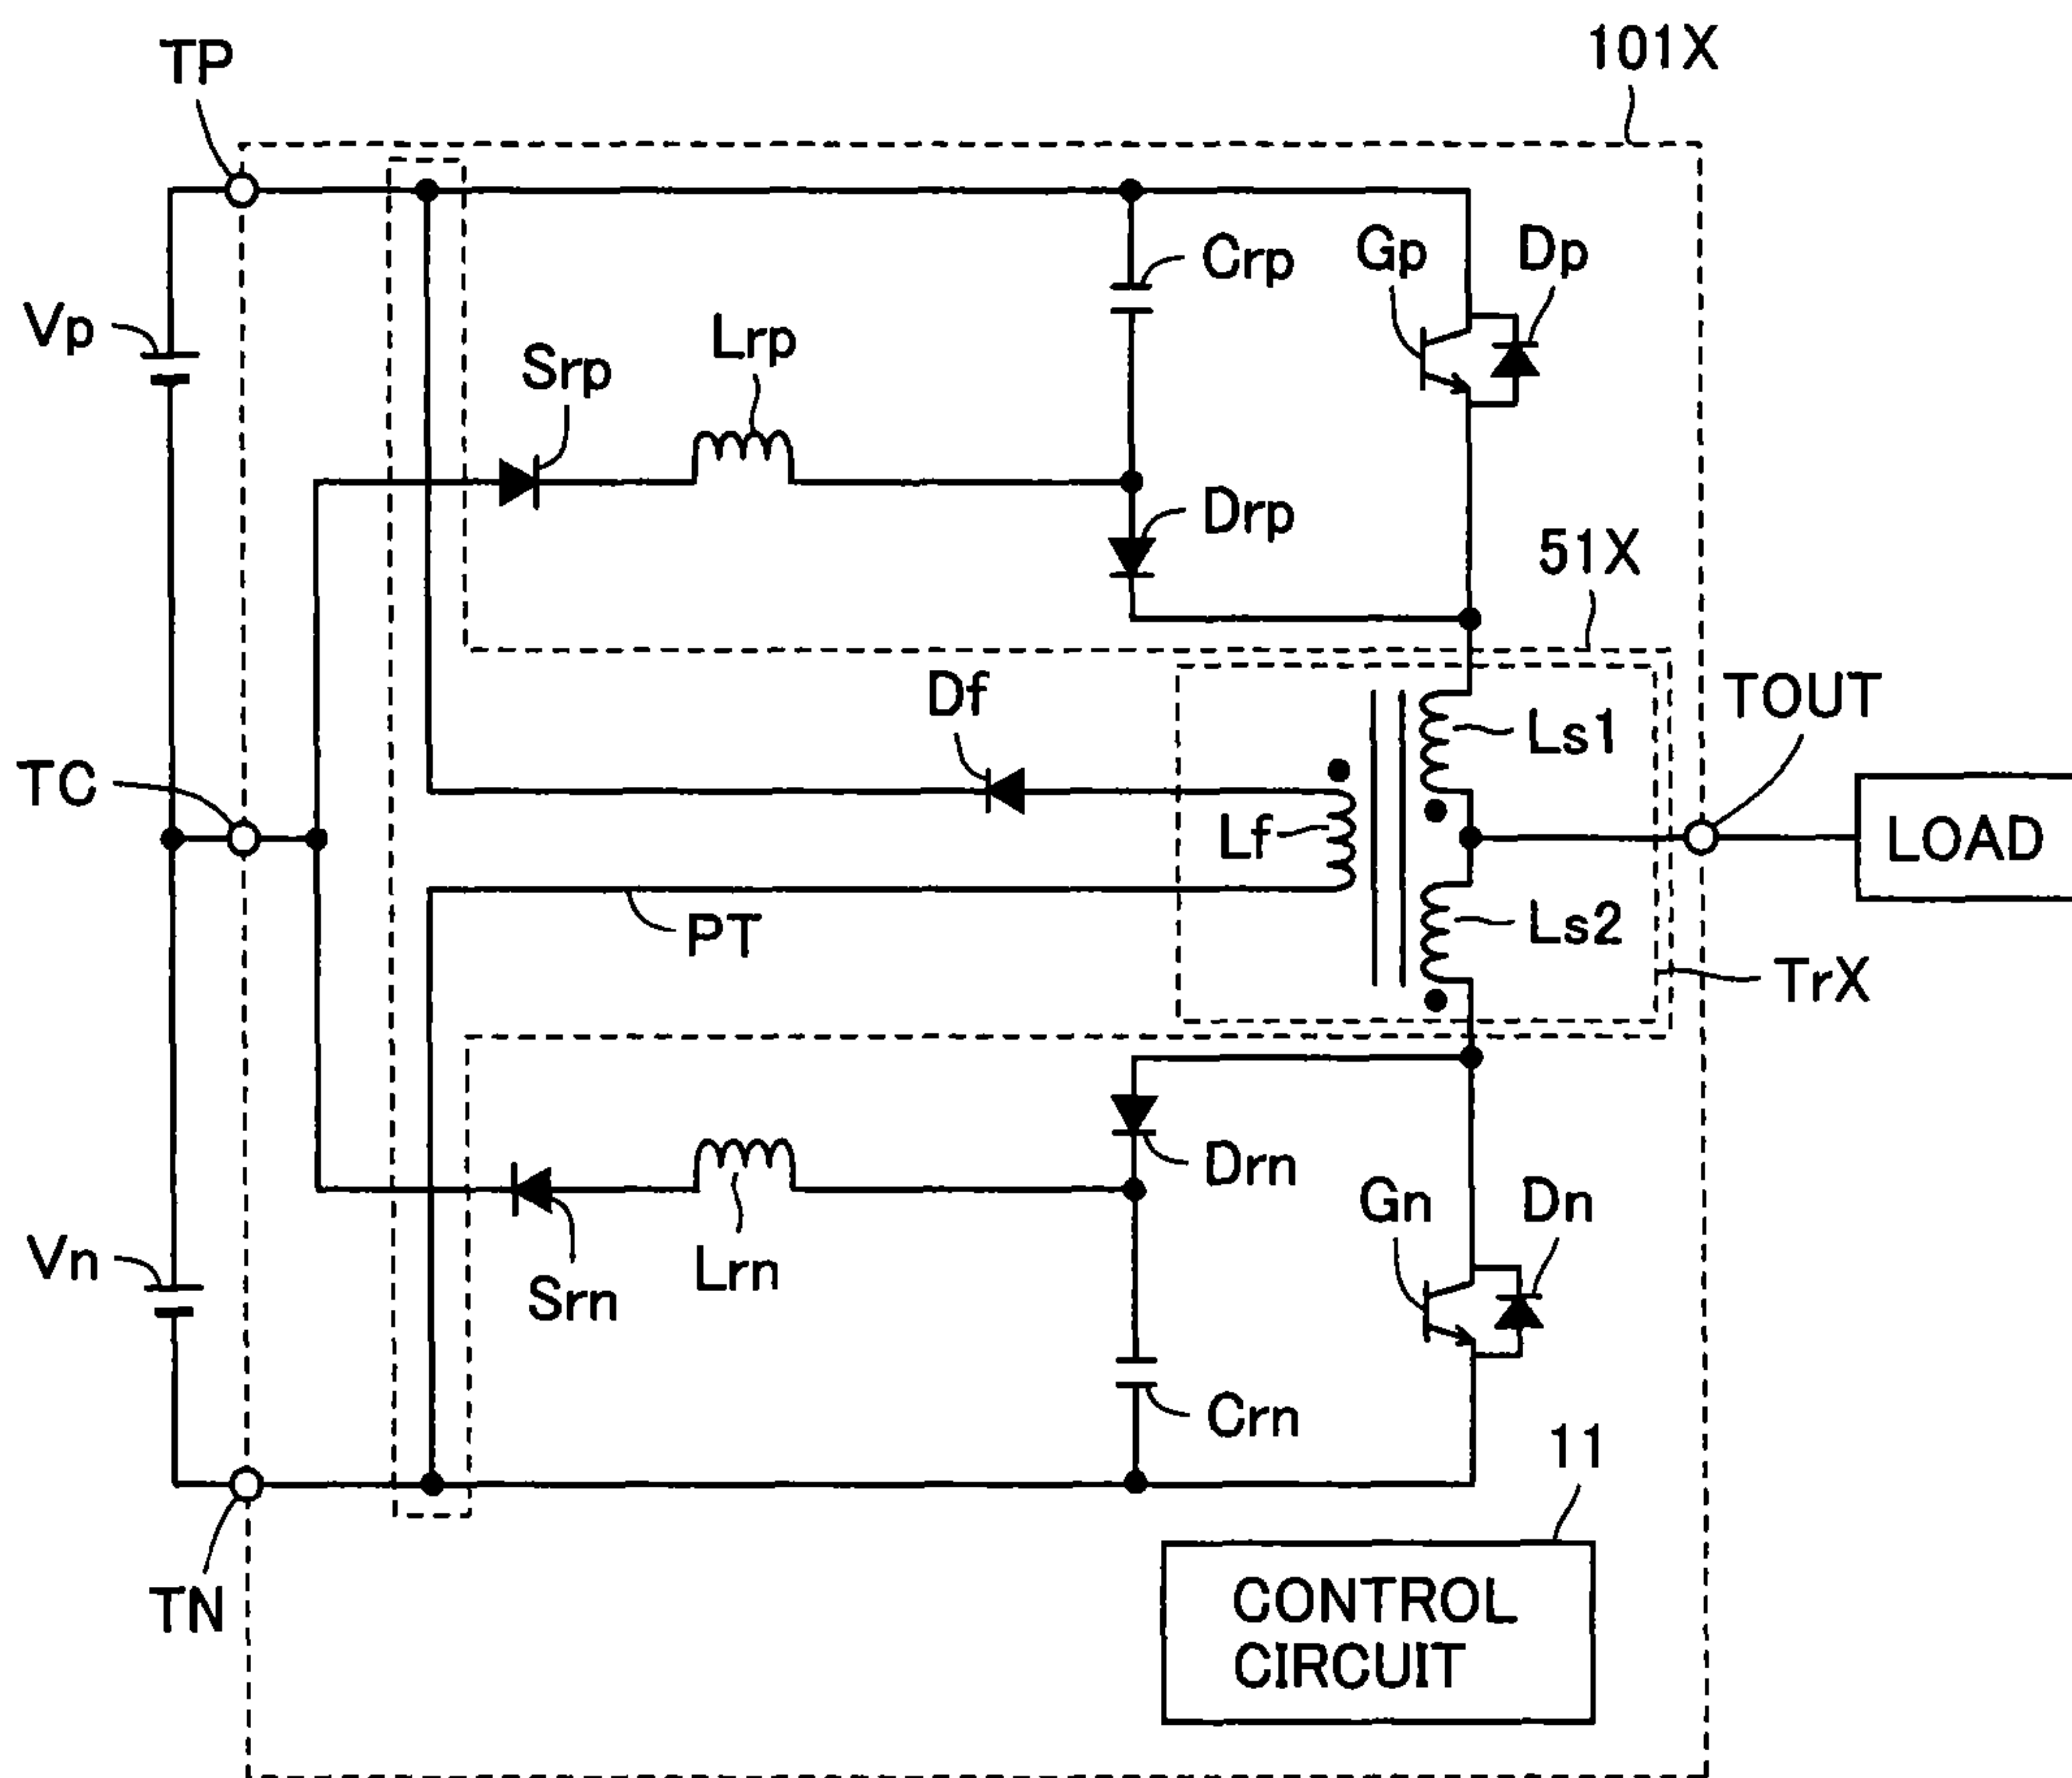 TP
101X
Vp
Srp
Lrp
Crp
Gp
Dp
Drp
51X
Df
TOUT
Ls1
TC
Lf
LOAD
PT
Ls2
TrX
Drn
Gn
Dn
Vn
Lrn
Srn
Crn
11
TN
CONTROL
CIRCUIT